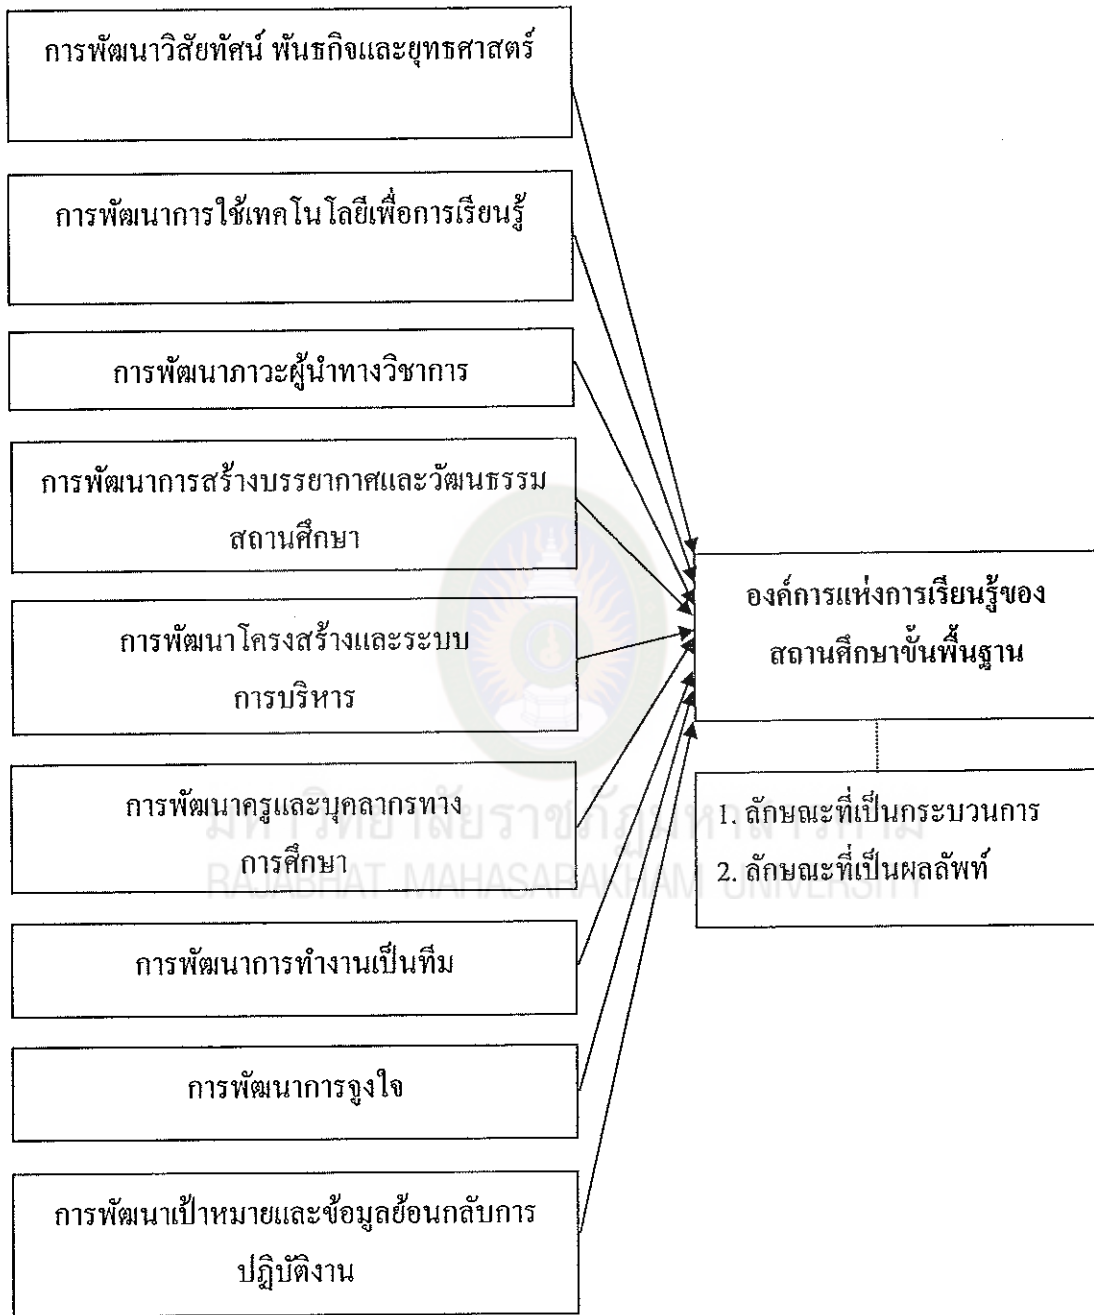 การพัฒนาวิสัยทัศน์ พันธกิจและยุทธศาสตร์
การพัฒนาการใช้เทคโนโลยีเพื่อการเรียนรู้
การพัฒนาภาวะผู้นำทางวิชาการ
การพัฒนาการสร้างบรรยากาศและวัฒนธรรม
สถานศึกษา
การพัฒนาโครงสร้างและระบบ
การบริหาร
การพัฒนาครูและบุคลากรทาง
การศึกษา
การพัฒนาการทำงานเป็นทีม
การพัฒนาการจูงใจ
การพัฒนาเป้าหมายและข้อมูลย้อนกลับการ
ปฏิบัติงาน
องค์การแห่งการเรียนรู้ของ
สถานศึกษาขั้นพื้นฐาน
1. ลักษณะที่เป็นกระบวนการ
2. ลักษณะที่เป็นผลลัพท์
มหาวิทยาลัยราชภัฏมหาสารคาม
RAJABHAT MAHASARAKHAM UNIVERSITY